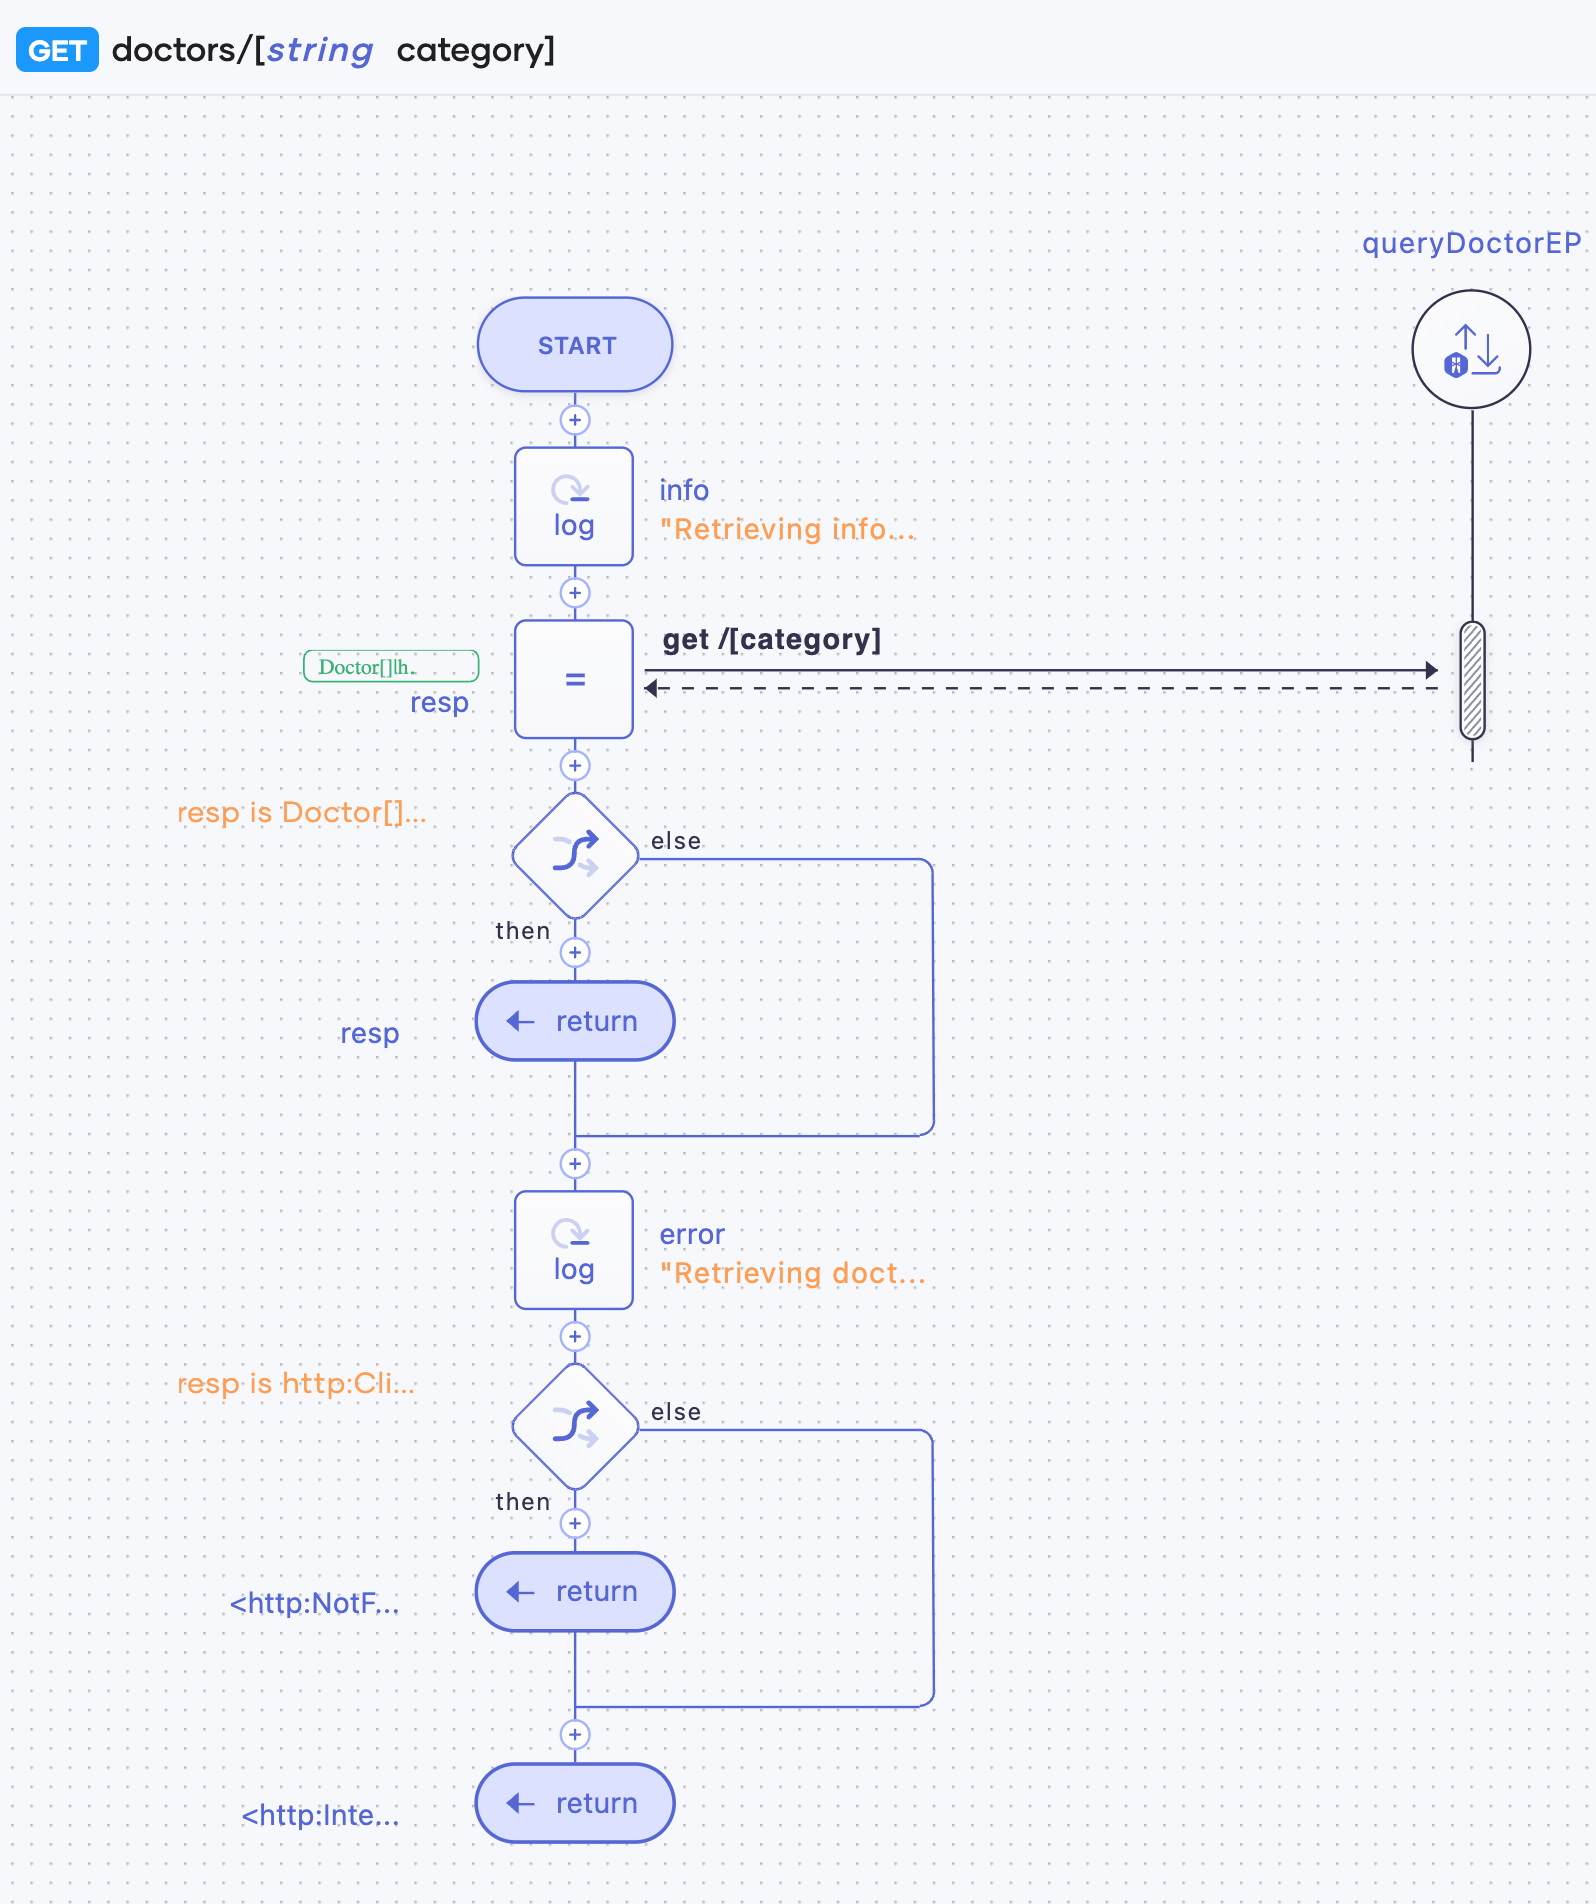 GET doctors/[string category]
queryDoctorEP
START
log
info
"Retrieving info...
get /[category]
Doctor[]|h.
resp
=
resp is Doctor[]...
else
then
resp
return
log
error
"Retrieving doct...
resp is http:Cli...
else
then
<http:NotF...
return
<http:Inte...
return